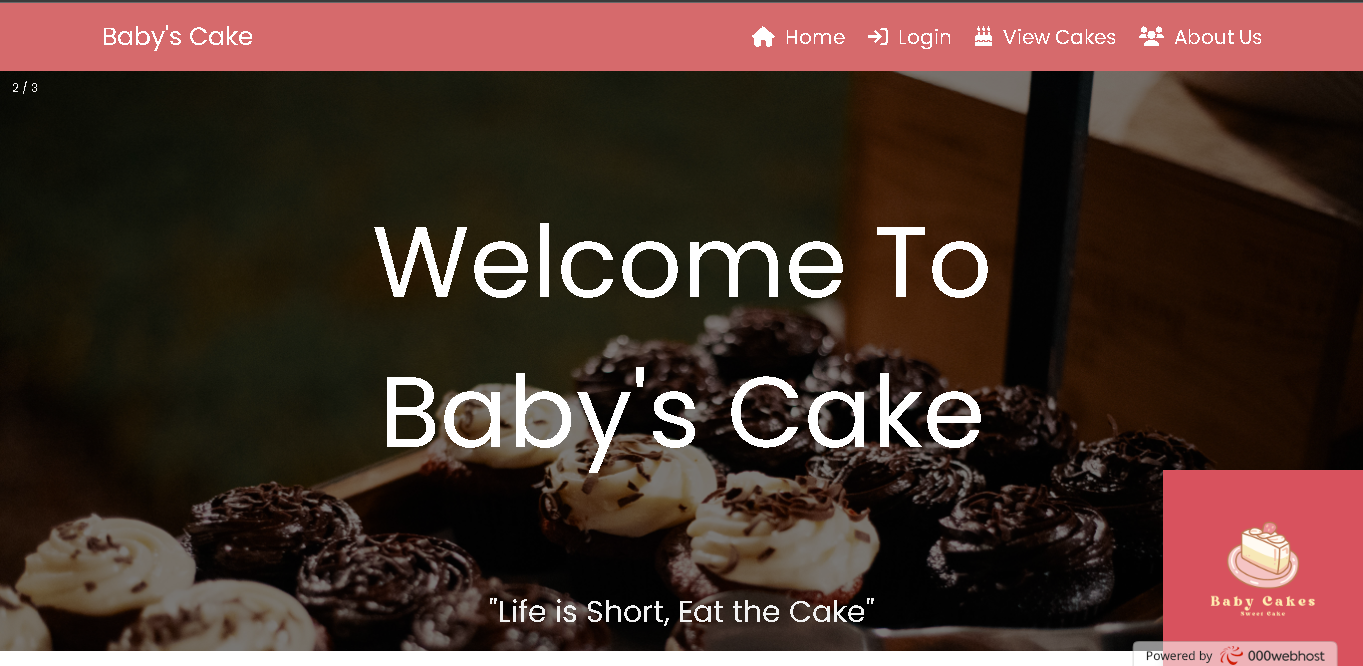 Baby's Cake
Home Login View Cakes About Us
2 / 3
Welcome To
Baby's Cake
"Life is Short, Eat the Cake"
Baby Cakes
Sweet Cake
Powered by 000webhost